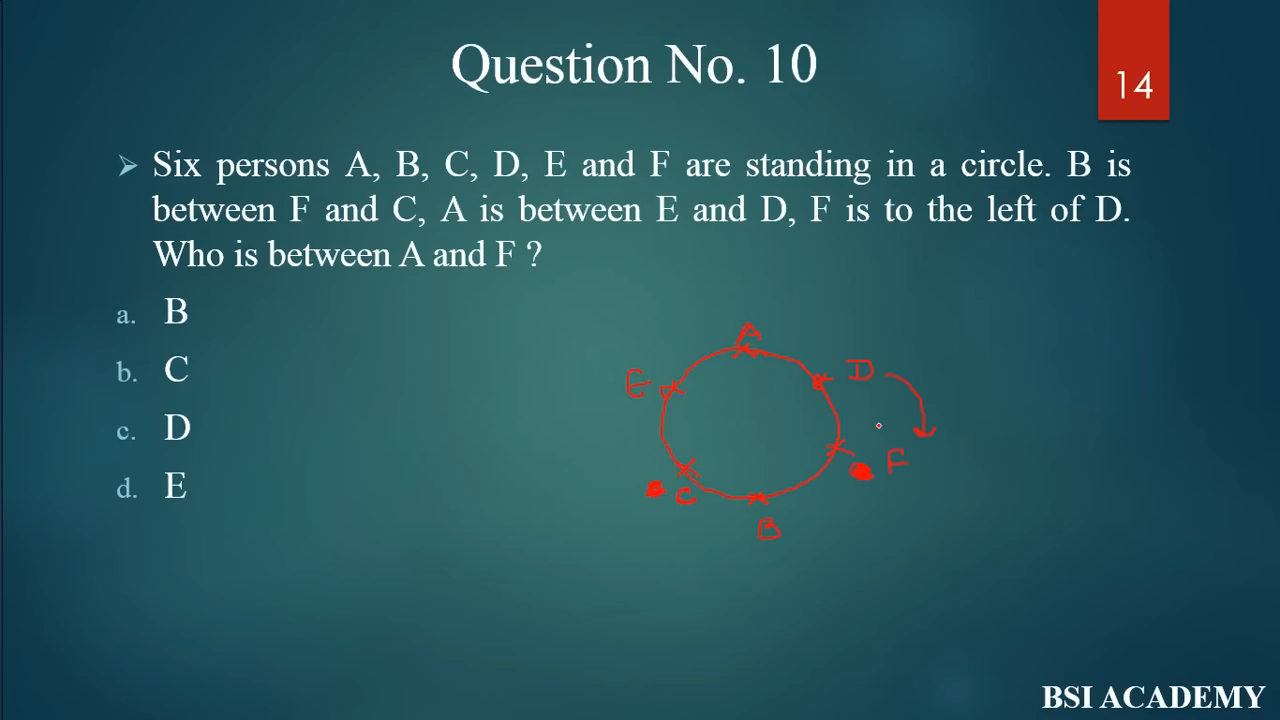 Question No. 10
14
➢ Six persons A, B, C, D, E and F are standing in a circle. B is
between F and C, A is between E and D, F is to the left of D.
Who is between A and F ?
a. B
b. C
c. D
d. E
A
E
D
F
C
B
BSI ACADEMY